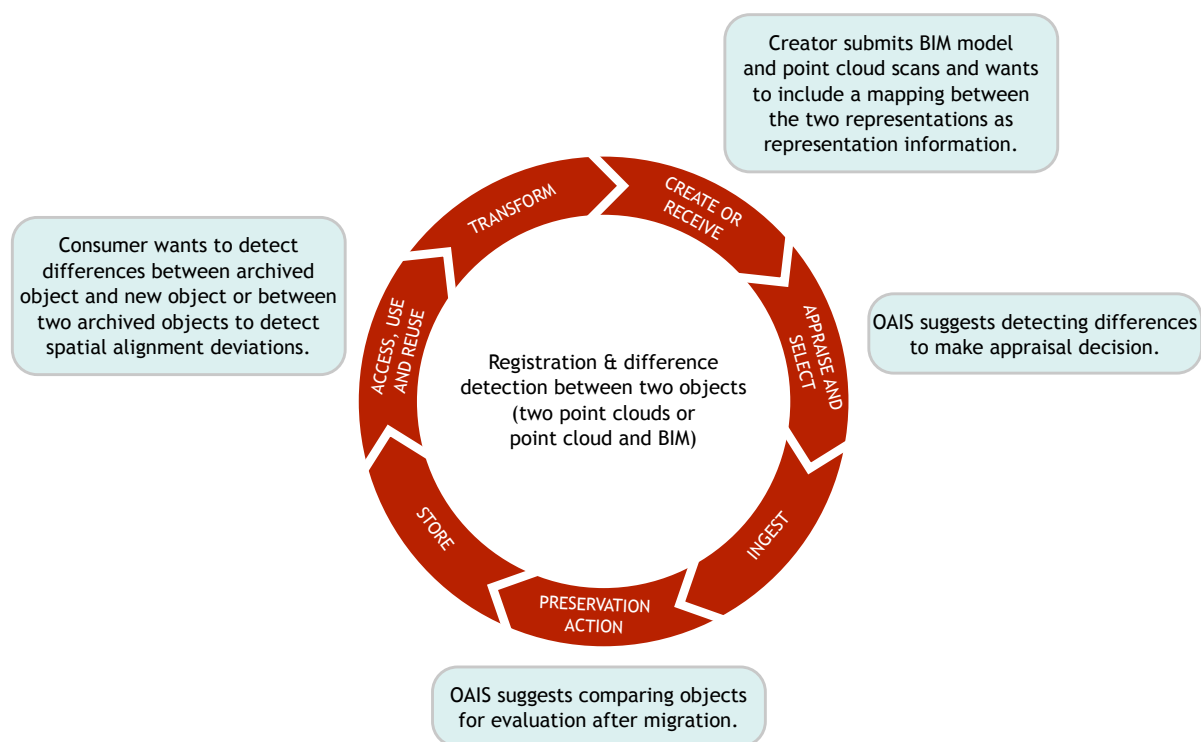 Creator submits BIM model
and point cloud scans and wants
to include a mapping between
the two representations as
representation information.
TRANSFORM
CREATE OR
RECEIVE
Consumer wants to detect
differences between archived
object and new object or between
two archived objects to detect
spatial alignment deviations.
ACCESS, USE
AND REUSE
APPRAISE AND
SELECT
OAIS suggests detecting differences
to make appraisal decision.
Registration & difference
detection between two objects
(two point clouds or
point cloud and BIM)
STORE
INGEST
PRESERVATION
ACTION
OAIS suggests comparing objects
for evaluation after migration.